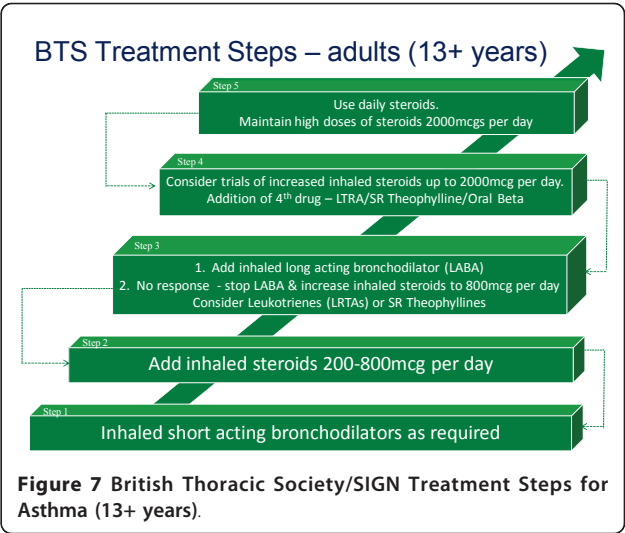 BTS Treatment Steps – adults (13+ years)
Step 5
Use daily steroids.
Maintain high doses of steroids 2000mcgs per day
Step 4
Consider trials of increased inhaled steroids up to 2000mcg per day.
Addition of 4th drug – LTRA/SR Theophylline/Oral Beta
Step 3
1. Add inhaled long acting bronchodilator (LABA)
2. No response - stop LABA & increase inhaled steroids to 800mcg per day
Consider Leukotrienes (LRTAs) or SR Theophyllines
Step 2
Add inhaled steroids 200-800mcg per day
Step 1
Inhaled short acting bronchodilators as required
Figure 7 British Thoracic Society/SIGN Treatment Steps for
Asthma (13+ years).